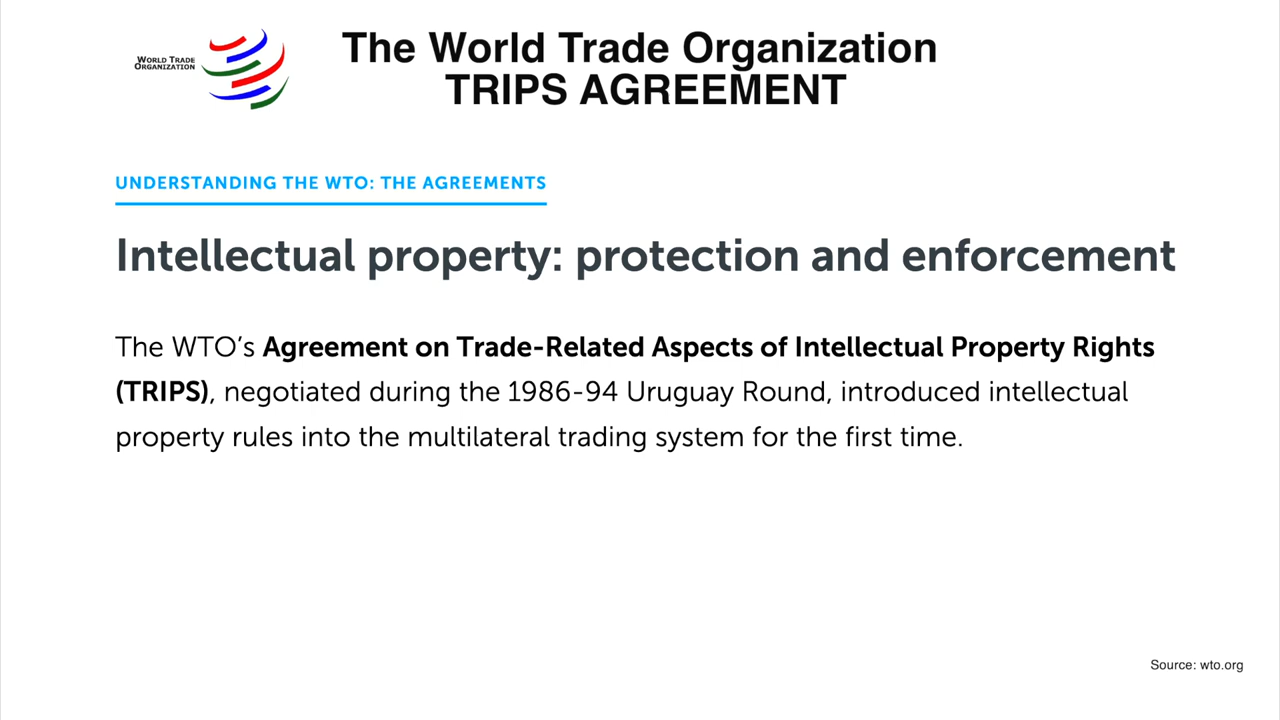 WORLD TRADE
ORGANIZATION
The World Trade Organization
TRIPS AGREEMENT
UNDERSTANDING THE WTO: THE AGREEMENTS
Intellectual property: protection and enforcement
The WTO’s Agreement on Trade-Related Aspects of Intellectual Property Rights
(TRIPS), negotiated during the 1986-94 Uruguay Round, introduced intellectual
property rules into the multilateral trading system for the first time.
Source: wto.org